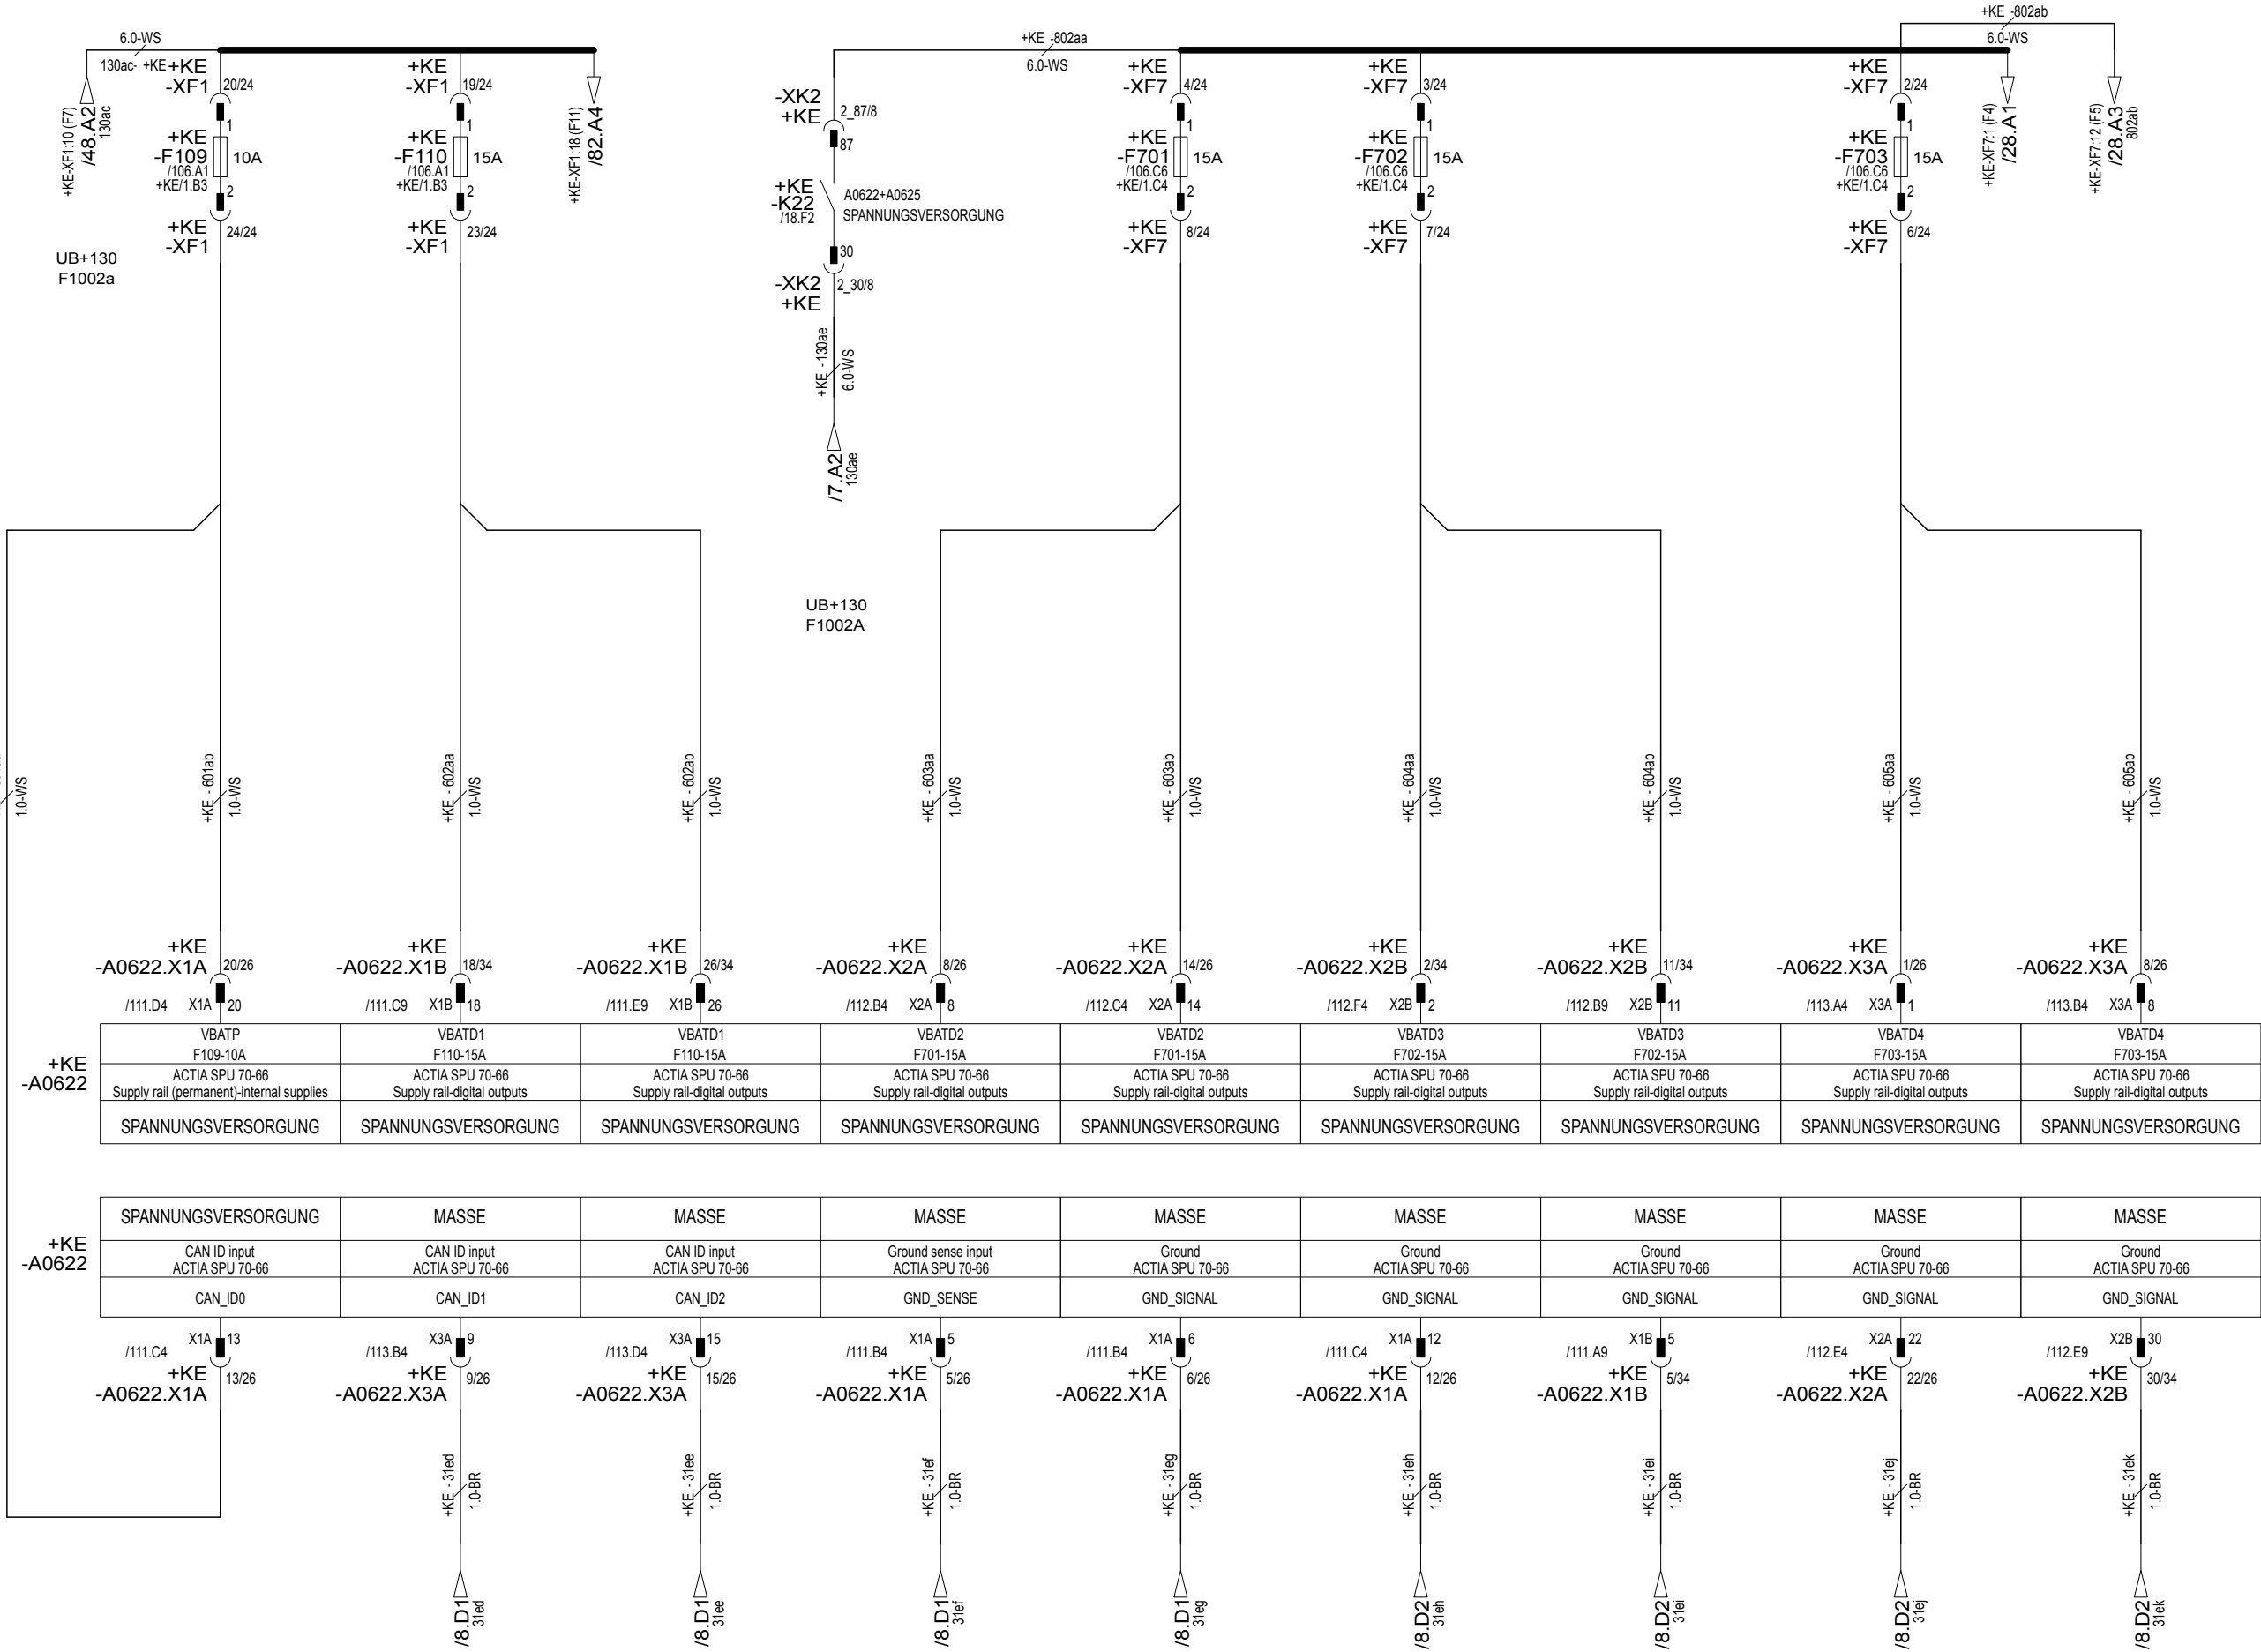 +KE -802ab
6.0-WS
6.0-WS
130ac- +KE
+KE -802aa
6.0-WS
+KE-XF1:10 (F7)
/48.A2
130ac
+KE
-XF1
20/24
1
+KE
-F109
/106.A1
+KE/1.B3
10A
2
+KE
-XF1
24/24
UB+130
F1002a
+KE
-XF1
19/24
1
+KE
-F110
/106.A1
+KE/1.B3
15A
2
+KE
-XF1
23/24
+KE-XF1:18 (F11)
/82.A4
-XK2
+KE
2_87/8
87
+KE
-K22
/18.F2
A0622+A0625
SPANNUNGSVERSORGUNG
30
-XK2
+KE
2_30/8
+KE - 130ae
6.0-WS
/7.A2
130ae
+KE
-XF7
4/24
1
+KE
-F701
/106.C6
+KE/1.C4
15A
2
+KE
-XF7
8/24
+KE
-XF7
3/24
1
+KE
-F702
/106.C6
+KE/1.C4
15A
2
+KE
-XF7
7/24
+KE
-XF7
2/24
1
+KE
-F703
/106.C6
+KE/1.C4
15A
2
+KE
-XF7
6/24
+KE-XF7:1 (F4)
/28.A1
+KE-XF7:12 (F5)
/28.A3
802ab
UB+130
F1002A
1.0-WS
+KE - 601ab
1.0-WS
+KE - 602aa
1.0-WS
+KE - 602ab
1.0-WS
+KE - 603aa
1.0-WS
+KE - 603ab
1.0-WS
+KE - 604aa
1.0-WS
+KE - 604ab
1.0-WS
+KE - 605aa
1.0-WS
+KE - 605ab
1.0-WS
+KE
-A0622.X1A 20/26
/111.D4 X1A 20
+KE
-A0622.X1B 18/34
/111.C9 X1B 18
+KE
-A0622.X1B 26/34
/111.E9 X1B 26
+KE
-A0622.X2A 8/26
/112.B4 X2A 8
+KE
-A0622.X2A 14/26
/112.C4 X2A 14
+KE
-A0622.X2B 2/34
/112.F4 X2B 2
+KE
-A0622.X2B 11/34
/112.B9 X2B 11
+KE
-A0622.X3A 1/26
/113.A4 X3A 1
+KE
-A0622.X3A 8/26
/113.B4 X3A 8
+KE
-A0622
VBATP
F109-10A
ACTIA SPU 70-66
Supply rail (permanent)-internal supplies
SPANNUNGSVERSORGUNG
VBATD1
F110-15A
ACTIA SPU 70-66
Supply rail-digital outputs
SPANNUNGSVERSORGUNG
VBATD1
F110-15A
ACTIA SPU 70-66
Supply rail-digital outputs
SPANNUNGSVERSORGUNG
VBATD2
F701-15A
ACTIA SPU 70-66
Supply rail-digital outputs
SPANNUNGSVERSORGUNG
VBATD2
F701-15A
ACTIA SPU 70-66
Supply rail-digital outputs
SPANNUNGSVERSORGUNG
VBATD3
F702-15A
ACTIA SPU 70-66
Supply rail-digital outputs
SPANNUNGSVERSORGUNG
VBATD3
F702-15A
ACTIA SPU 70-66
Supply rail-digital outputs
SPANNUNGSVERSORGUNG
VBATD4
F703-15A
ACTIA SPU 70-66
Supply rail-digital outputs
SPANNUNGSVERSORGUNG
VBATD4
F703-15A
ACTIA SPU 70-66
Supply rail-digital outputs
SPANNUNGSVERSORGUNG
+KE
-A0622
SPANNUNGSVERSORGUNG
CAN ID input
ACTIA SPU 70-66
CAN_ID0
MASSE
CAN ID input
ACTIA SPU 70-66
CAN_ID1
MASSE
CAN ID input
ACTIA SPU 70-66
CAN_ID2
MASSE
Ground sense input
ACTIA SPU 70-66
GND_SENSE
MASSE
Ground
ACTIA SPU 70-66
GND_SIGNAL
MASSE
Ground
ACTIA SPU 70-66
GND_SIGNAL
MASSE
Ground
ACTIA SPU 70-66
GND_SIGNAL
MASSE
Ground
ACTIA SPU 70-66
GND_SIGNAL
MASSE
Ground
ACTIA SPU 70-66
GND_SIGNAL
X1A 13
/111.C4
+KE 13/26
-A0622.X1A
X3A 9
/113.B4
+KE 9/26
-A0622.X3A
X3A 15
/113.D4
+KE 15/26
-A0622.X3A
X1A 5
/111.B4
+KE 5/26
-A0622.X1A
X1A 6
/111.B4
+KE 6/26
-A0622.X1A
X1A 12
/111.C4
+KE 12/26
-A0622.X1A
X1B 5
/111.A9
+KE 5/34
-A0622.X1B
X2A 22
/112.E4
+KE 22/26
-A0622.X2A
X2B 30
/112.E9
+KE 30/34
-A0622.X2B
+KE - 31ed
1.0-BR
+KE - 31ee
1.0-BR
+KE - 31ef
1.0-BR
+KE - 31eg
1.0-BR
+KE - 31eh
1.0-BR
+KE - 31ei
1.0-BR
+KE - 31ej
1.0-BR
+KE - 31ek
1.0-BR
/8.D1
31ed
/8.D1
31ee
/8.D1
31ef
/8.D1
31eg
/8.D2
31eh
/8.D2
31ei
/8.D2
31ej
/8.D2
31ek